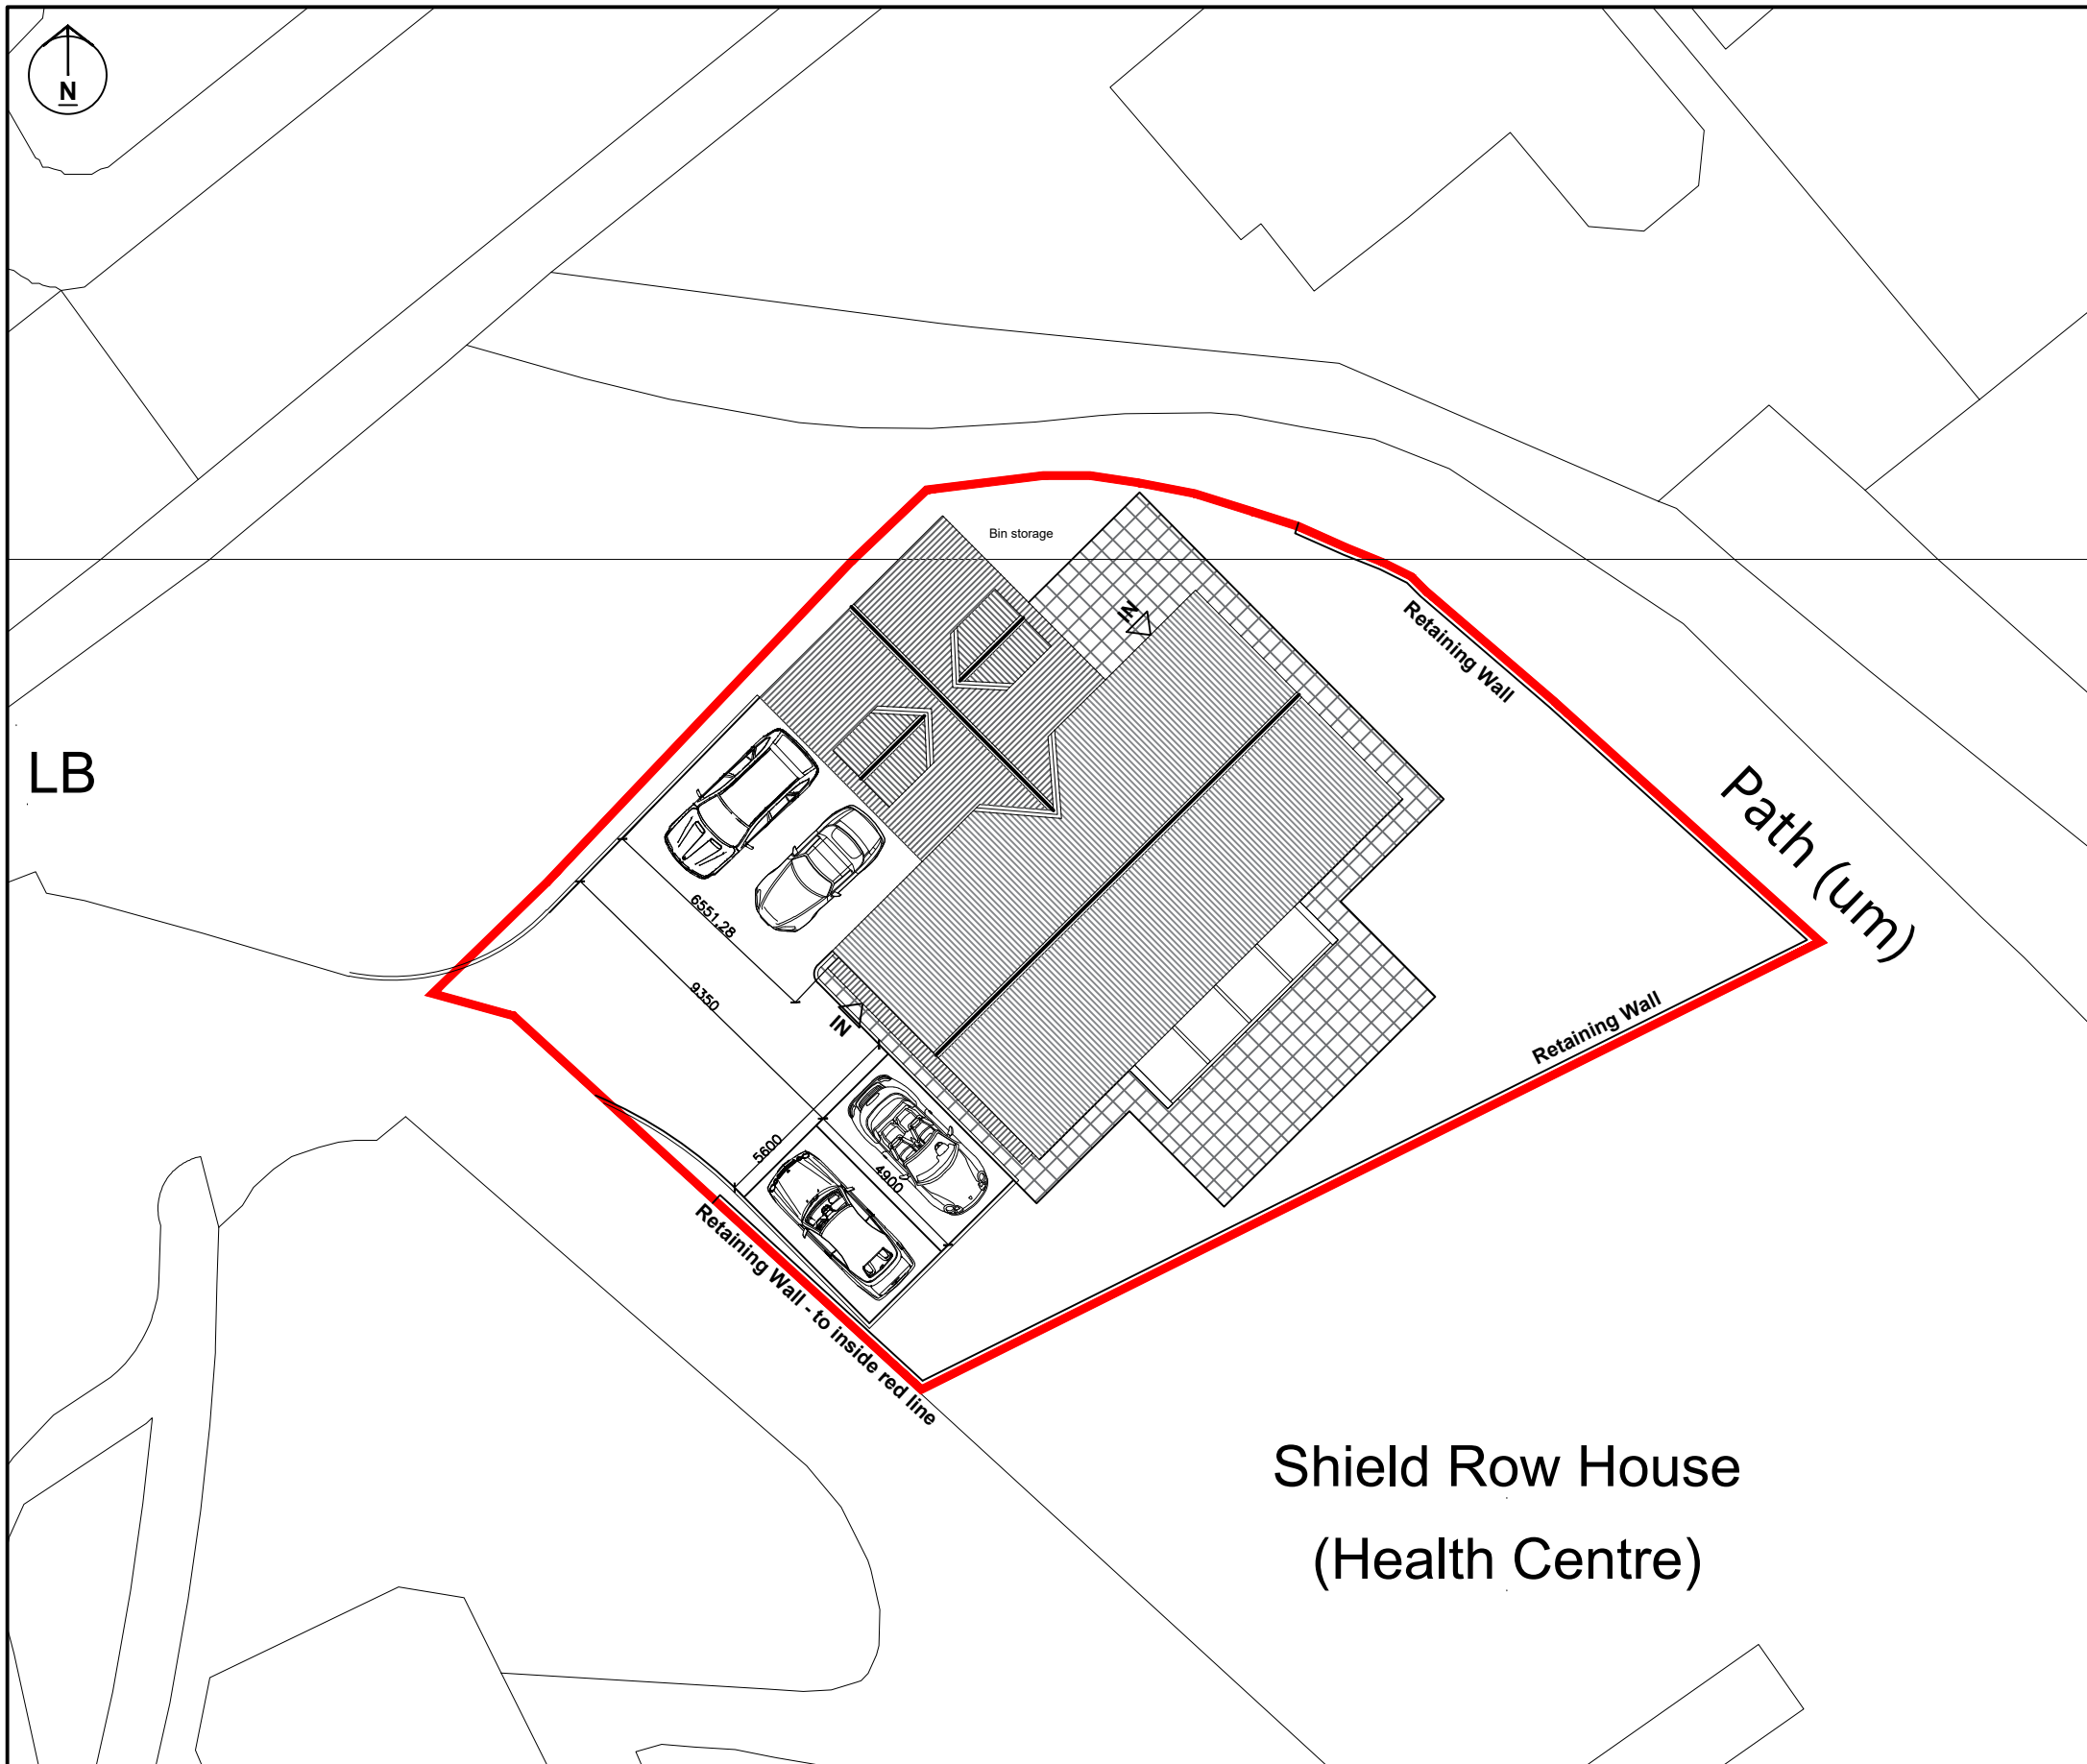 N
Bin storage
IN
Retaining Wall
LB
Path (um)
6551.28
9350
IN
Retaining Wall
5600
4900
Retaining Wall - to inside red line
Shield Row House
(Health Centre)